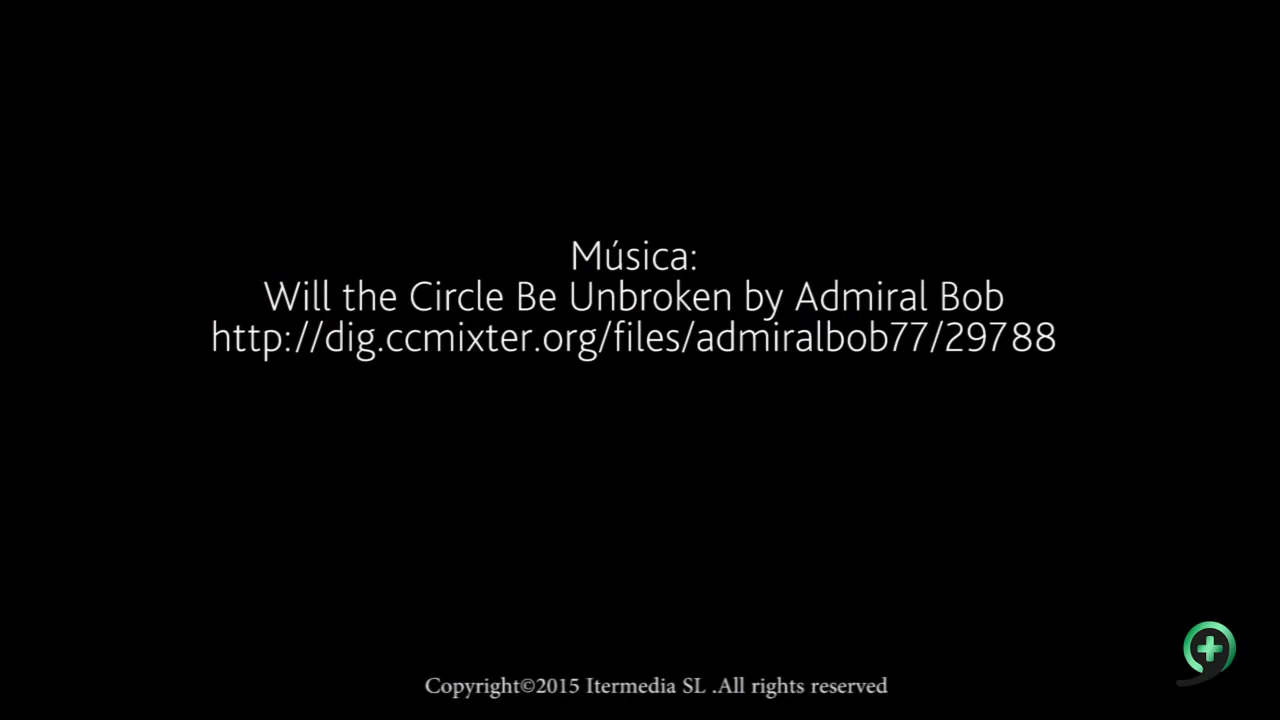 Música:
Will the Circle Be Unbroken by Admiral Bob
http://dig.ccmixter.org/files/admiralbob77/29788
Copyright©2015 Itermedia SL .All rights reserved